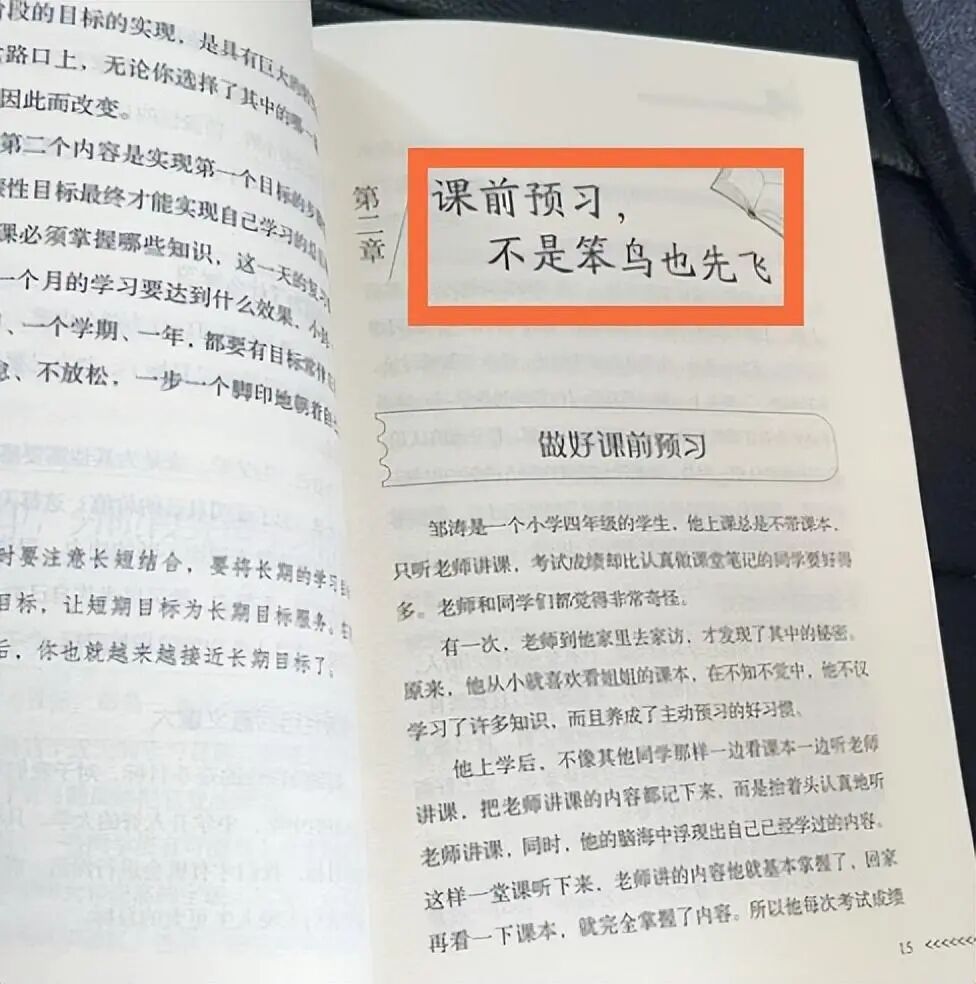 阶段的目标的实现，是具有巨大的
路口上，无论你选择了其中的哪一
因此而改变。
第二个内容是实现第一个目标的步
性目标最终才能实现自己学习的
课必须掌握哪些知识，这一天的复习
一个月的学习要达到什么效果，小
、一个学期、一年，都要有目标常伴
、不放松，一步一个脚印地朝着自
时要注意长短结合，要将长期的学习目
目标，让短期目标为长期目标服务。
后，你也就越来越接近长期目标了。
第二章
课前预习，
不是笨鸟也先飞
做好课前预习
邹涛是一个小学四年级的学生，他上课总是不带课本，
只听老师讲课，考试成绩却比认真做课堂笔记的同学要好得
多。老师和同学们都觉得非常奇怪。
有一次，老师到他家里去家访，才发现了其中的秘密。
原来，他从小就喜欢看姐姐的课本，在不知不觉中，他不仅
学习了许多知识，而且养成了主动预习的好习惯。
他上学后，不像其他同学那样一边看课本一边听老师
讲课，把老师讲课的内容都记下来，而是抬着头认真地听
老师讲课，同时，他的脑海中浮现出自己已经学过的内容。
这样一堂课听下来，老师讲的内容他就基本掌握了，回家
再看一下课本，就完全掌握了内容。所以他每次考试成绩
15 <<<<<<